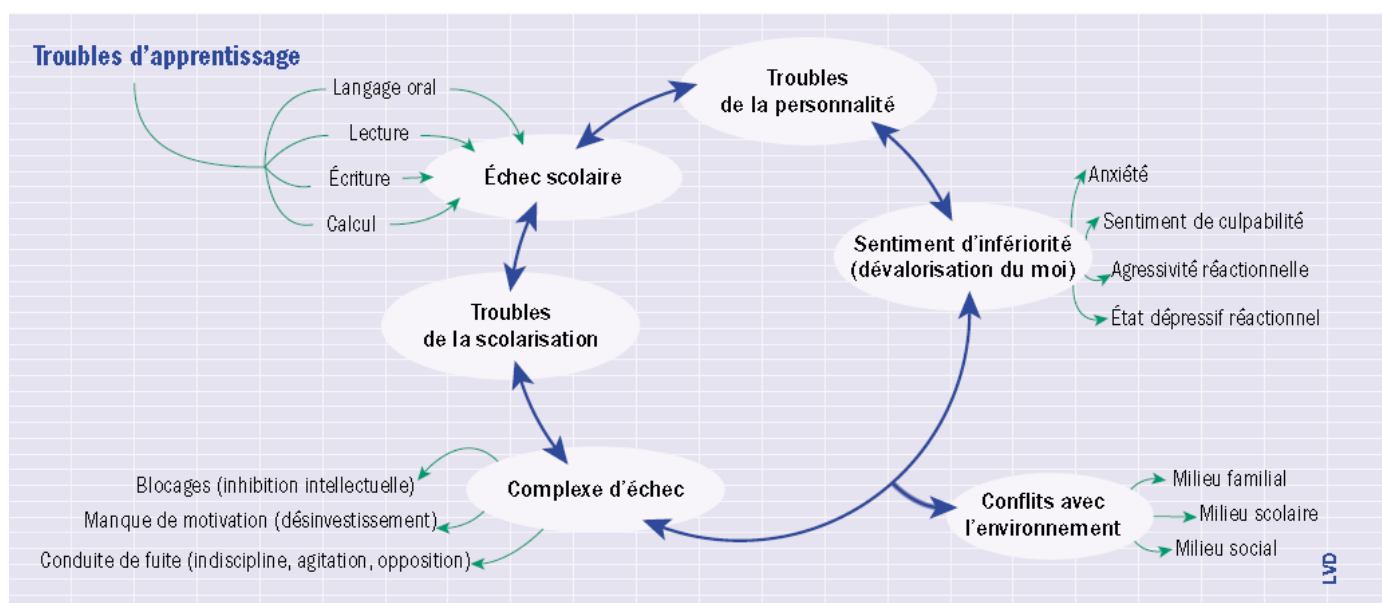 Troubles d'apprentissage
Langage oral
Lecture
Écriture
Calcul
Échec scolaire
Troubles
de la personnalité
Sentiment d'infériorité
(dévalorisation du moi)
Anxiété
Sentiment de culpabilité
Agressivité réactionnelle
État dépressif réactionnel
Troubles
de la scolarisation
Complexe d'échec
Blocages (inhibition intellectuelle)
Manque de motivation (désinvestissement)
Conduite de fuite (indiscipline, agitation, opposition)
Conflits avec
l'environnement
Milieu familial
Milieu scolaire
Milieu social
LVD